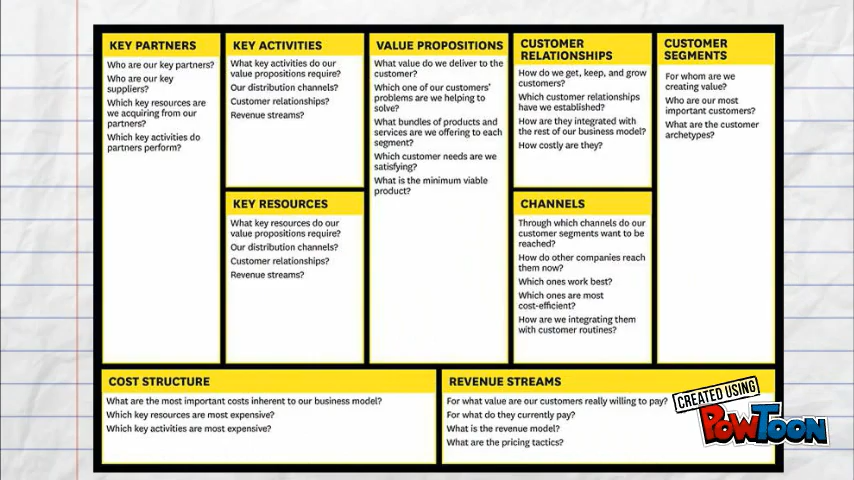 KEY PARTNERS
Who are our key partners?
Who are our key
suppliers?
Which key resources are
we acquiring from our
partners?
Which key activities do
partners perform?
KEY ACTIVITIES
What key activities do our
value propositions require?
Our distribution channels?
Customer relationships?
Revenue streams?
KEY RESOURCES
What key resources do our
value propositions require?
Our distribution channels?
Customer relationships?
Revenue streams?
VALUE PROPOSITIONS
What value do we deliver to the
customer?
Which one of our customers'
problems are we helping to
solve?
What bundles of products and
services are we offering to each
segment?
Which customer needs are we
satisfying?
What is the minimum viable
product?
CUSTOMER
RELATIONSHIPS
How do we get, keep, and grow
customers?
Which customer relationships
have we established?
How are they integrated with
the rest of our business model?
How costly are they?
CHANNELS
Through which channels do our
customer segments want to be
reached?
How do other companies reach
them now?
Which ones work best?
Which ones are most
cost-efficient?
How are we integrating them
with customer routines?
CUSTOMER
SEGMENTS
For whom are we
creating value?
Who are our most
important customers?
What are the customer
archetypes?
COST STRUCTURE
What are the most important costs inherent to our business model?
Which key resources are most expensive?
Which key activities are most expensive?
REVENUE STREAMS
For what value are our customers really willing to pay?
For what do they currently pay?
What is the revenue model?
What are the pricing tactics?
CREATED USING
POWTOON